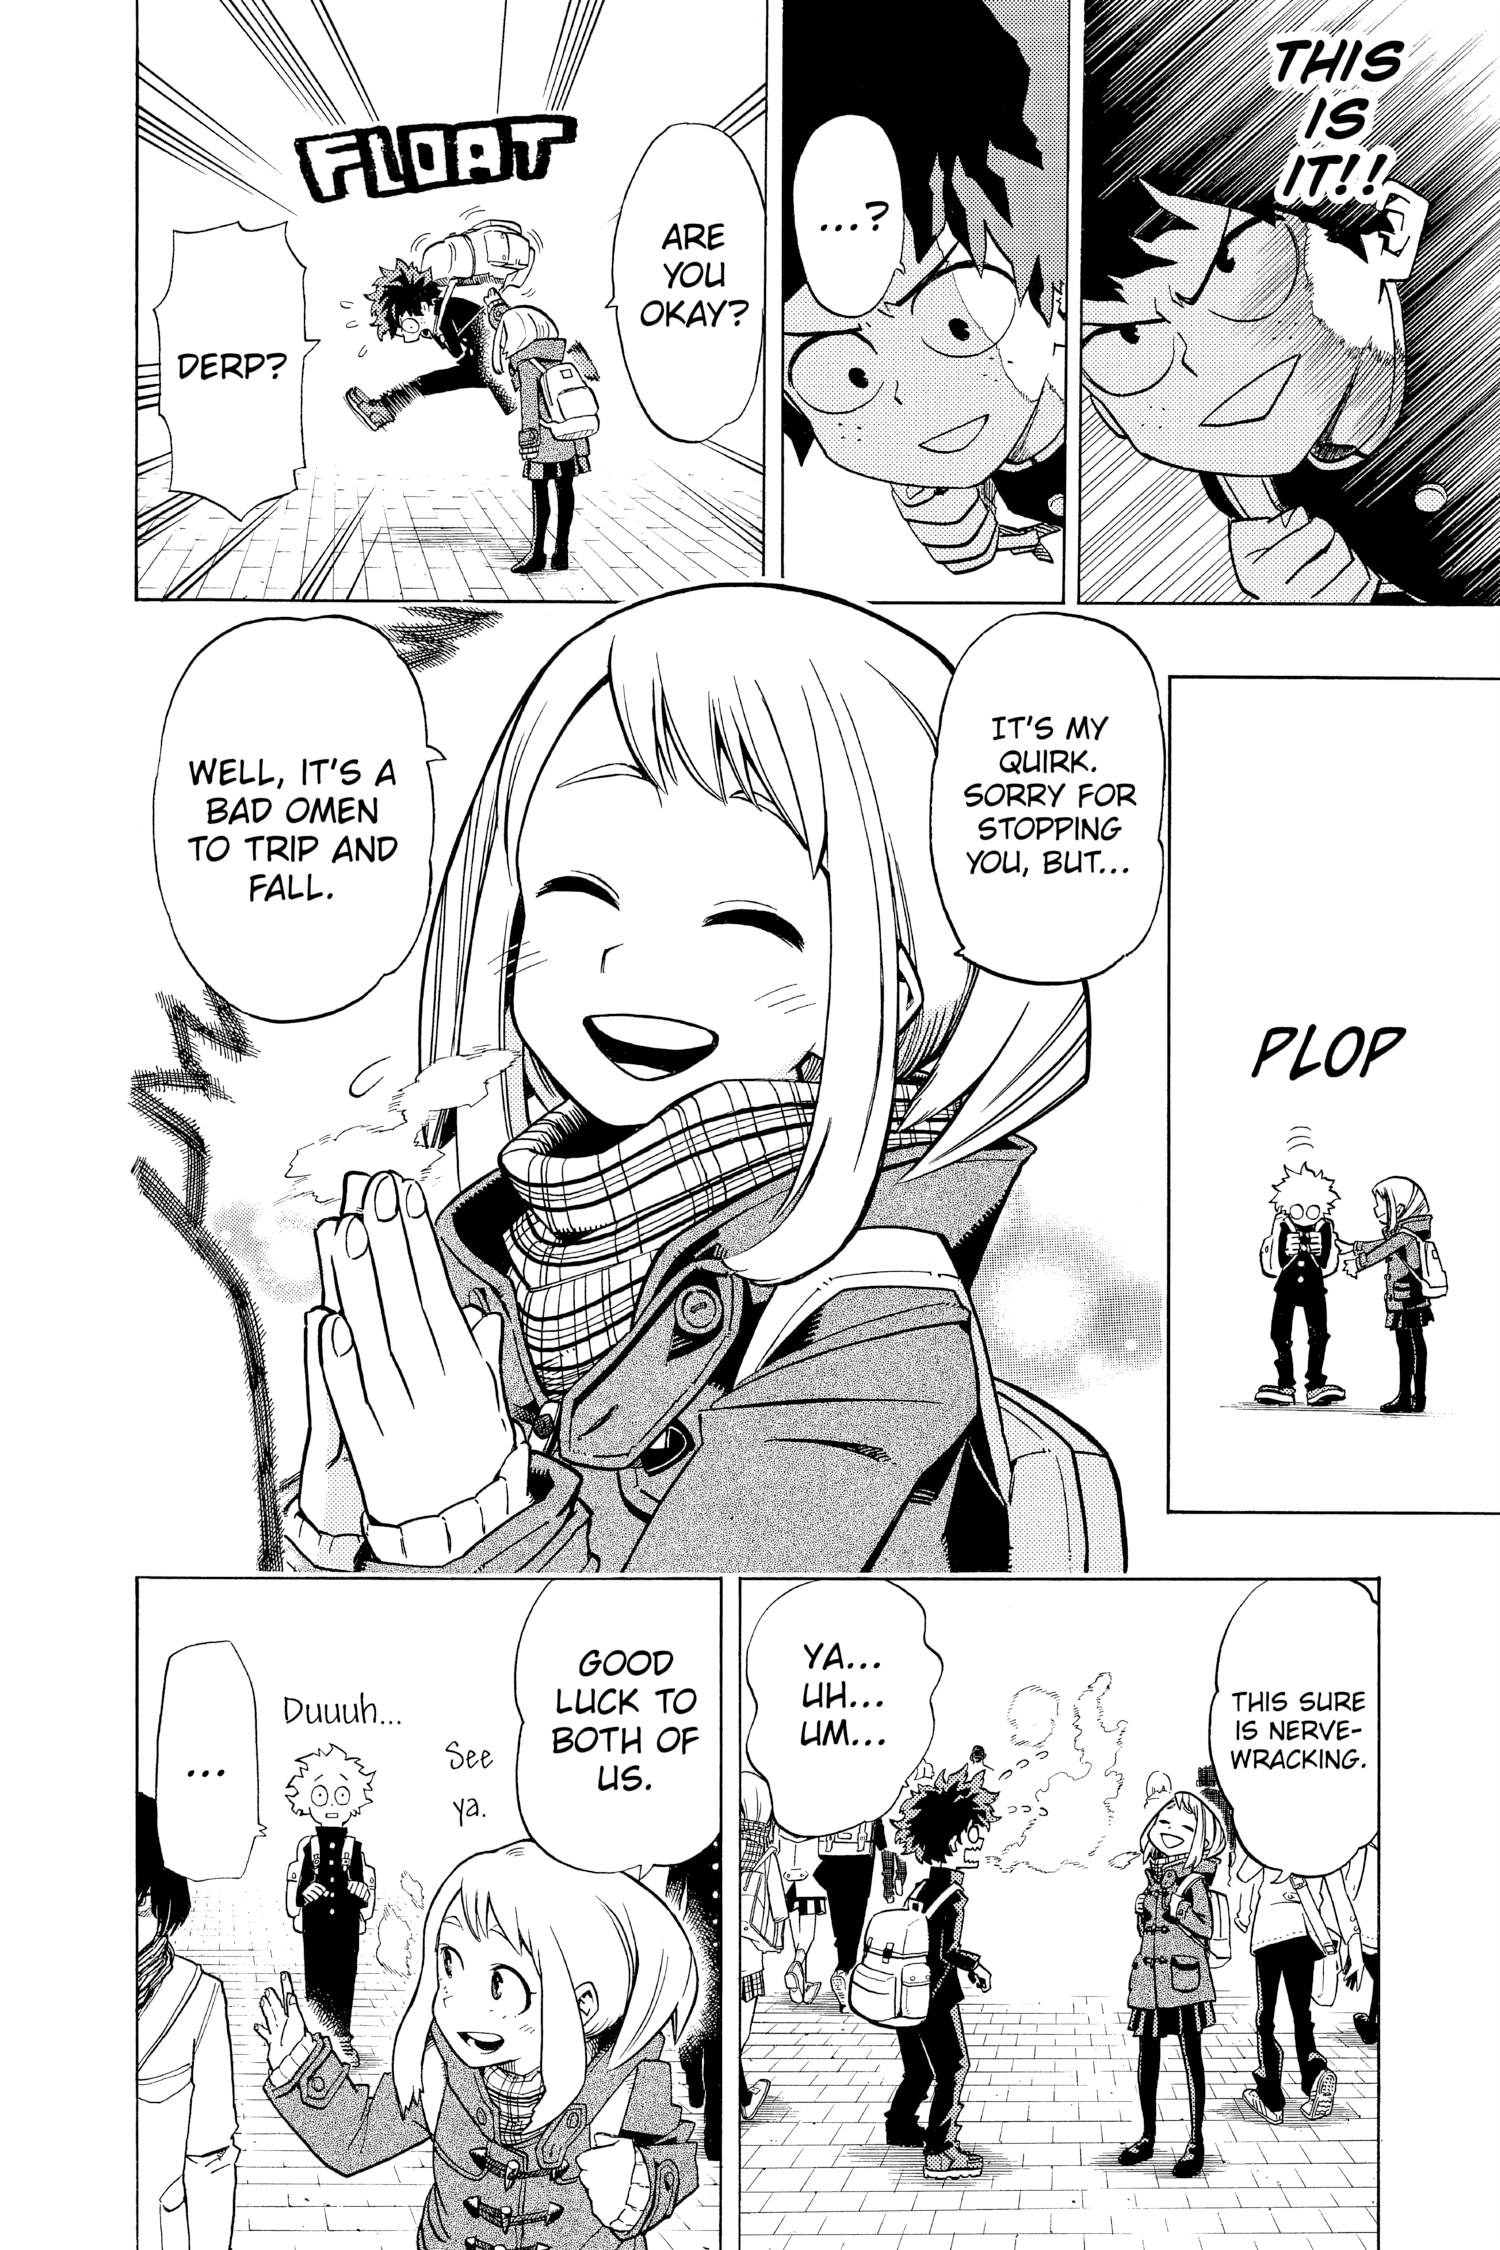 THIS
IS
IT!!
...?
ARE
YOU
OKAY?
FLOAT
DERP?
PLOP
IT'S MY
QUIRK.
SORRY FOR
STOPPING
YOU, BUT...
WELL, IT'S A
BAD OMEN
TO TRIP AND
FALL.
THIS SURE
IS NERVE-
WRACKING.
YA...
UH...
UM...
GOOD
LUCK TO
BOTH OF
US.
See
ya.
Duuuh...
...